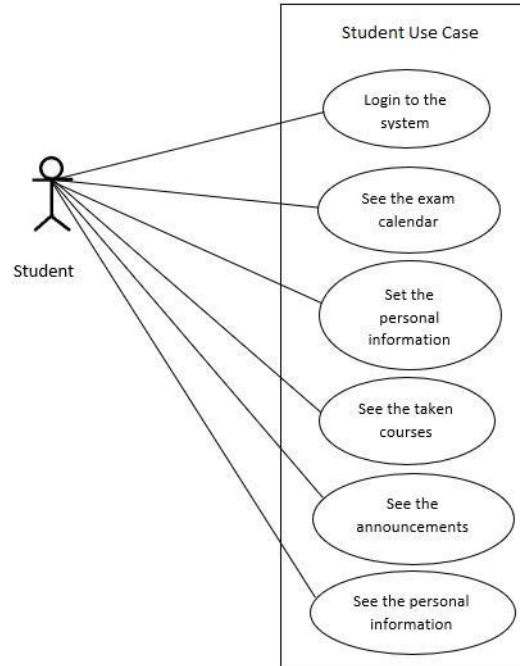 Student Use Case
Login to the
system
See the exam
calendar
Student
Set the
personal
information
See the taken
courses
See the
announcements
See the personal
information